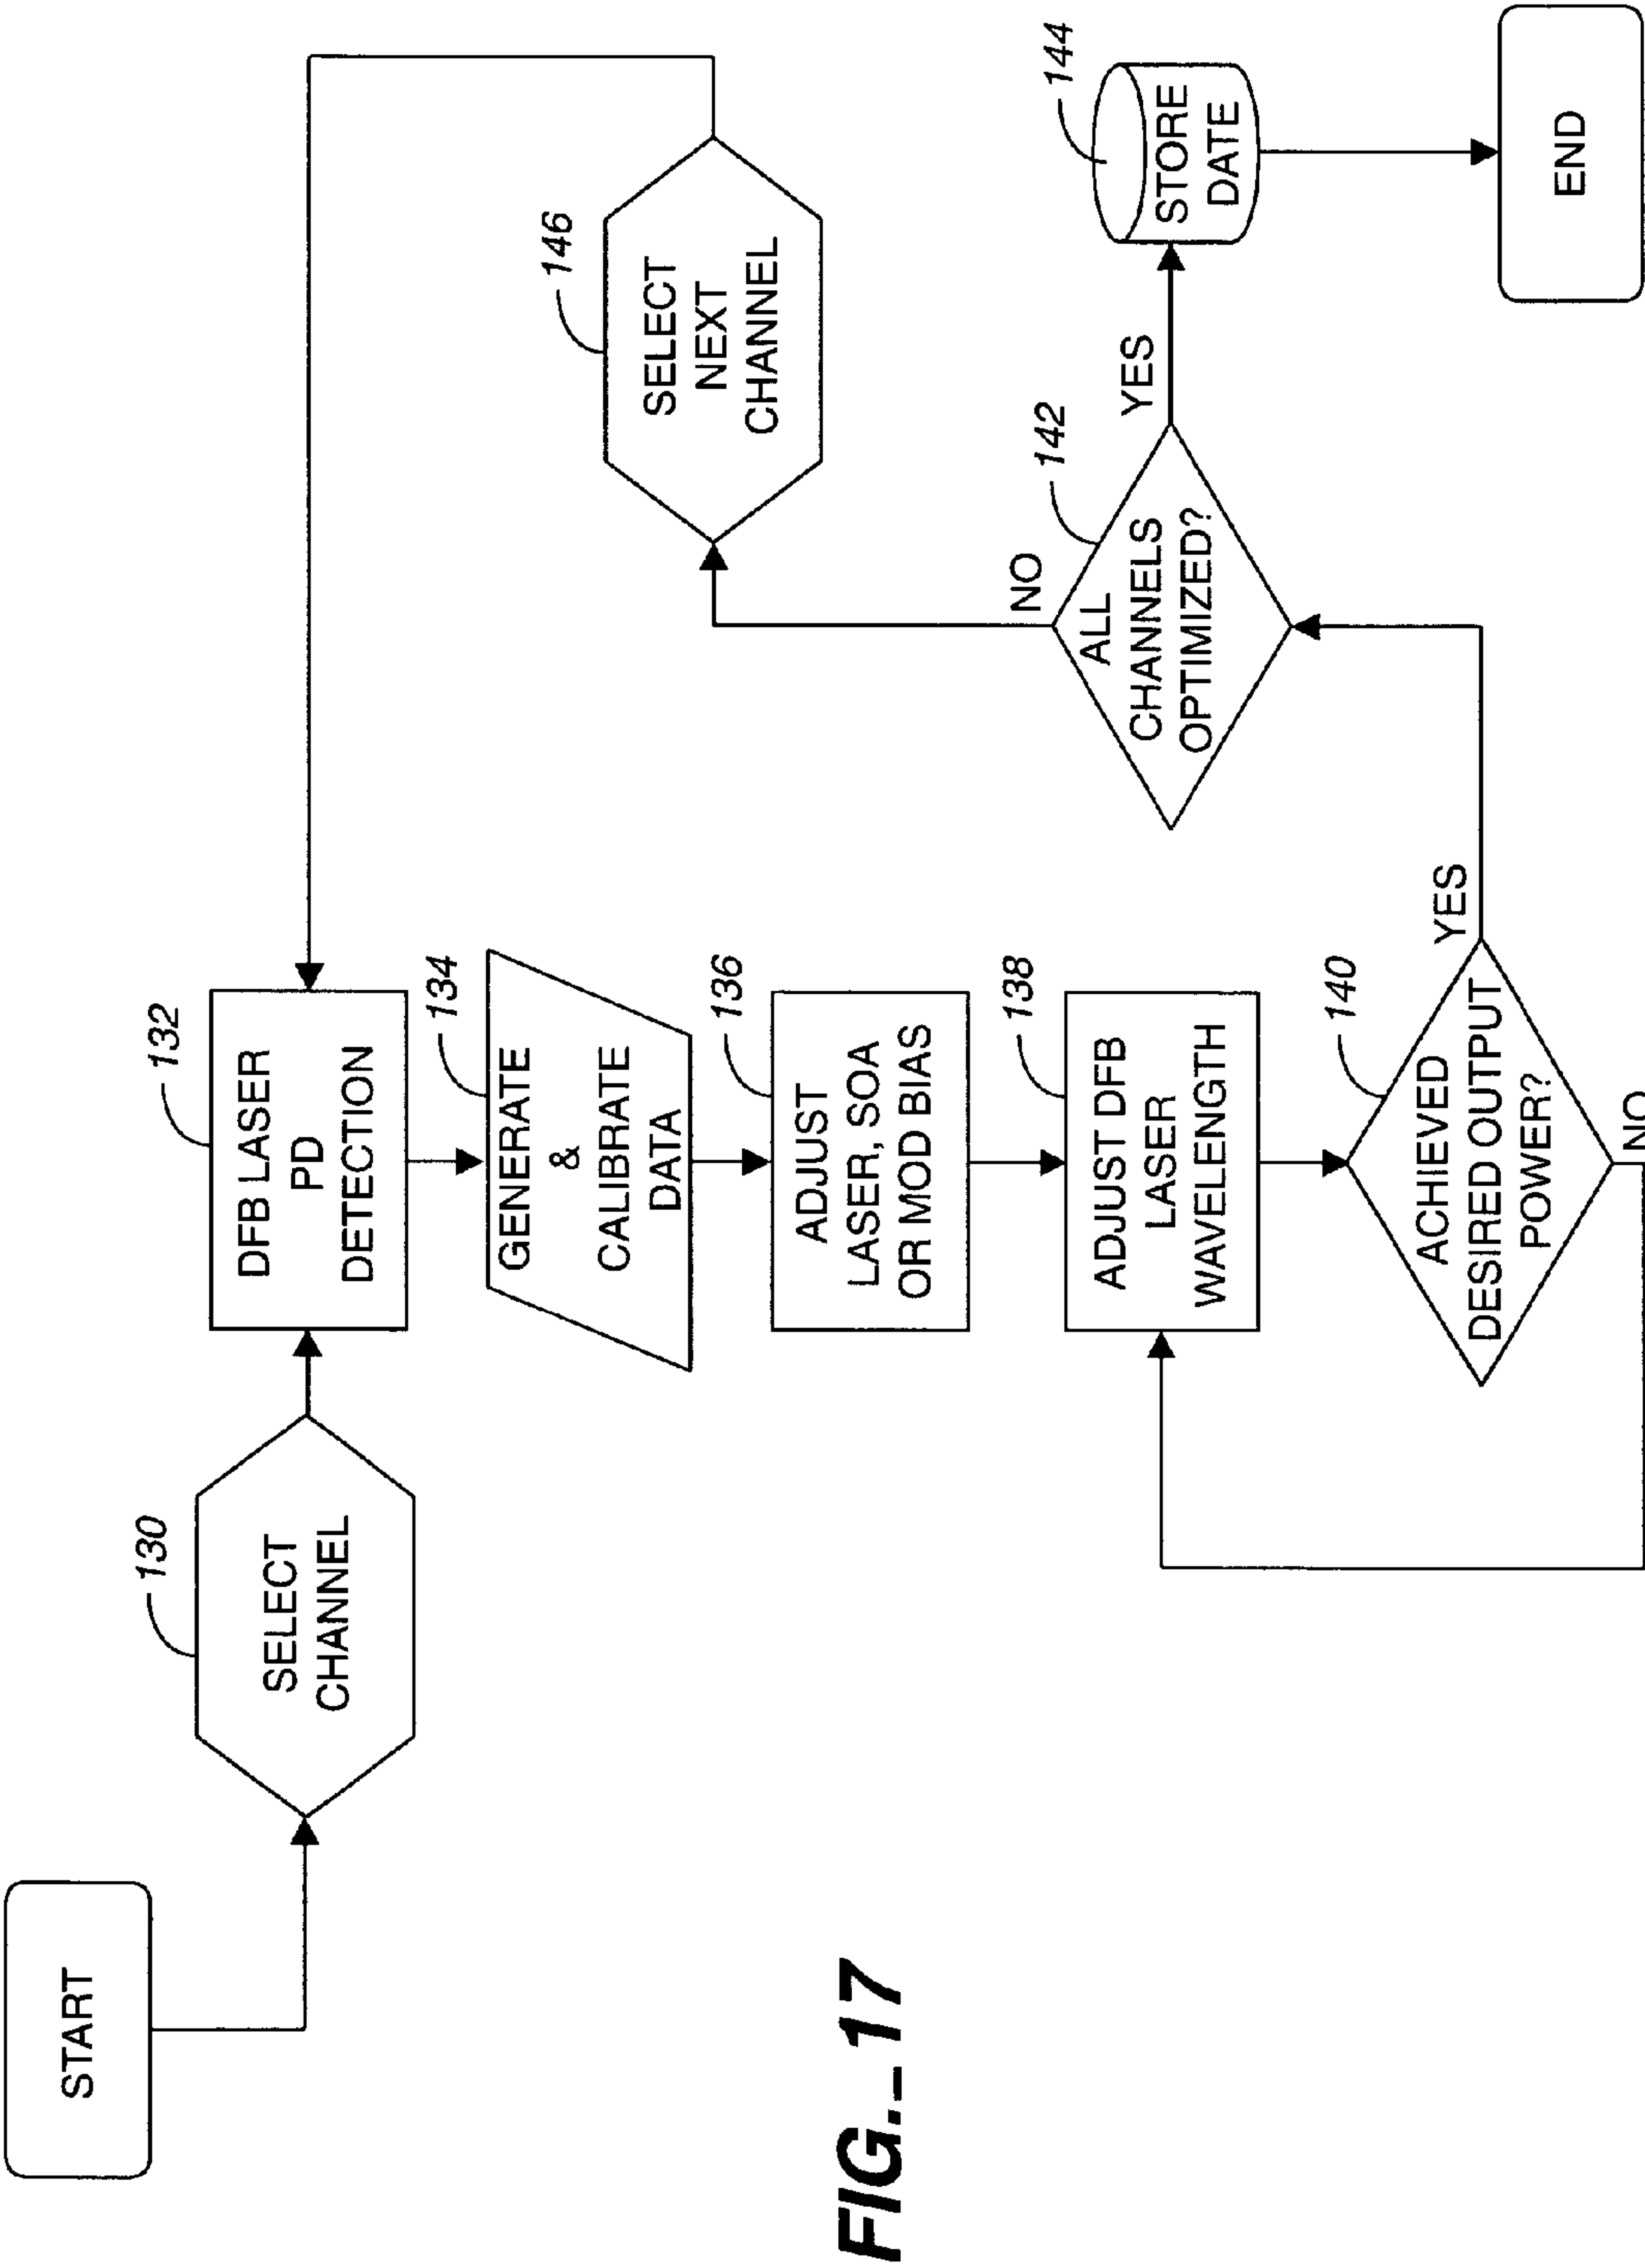 START
130
SELECT
CHANNEL
132
DFB LASER
PD
DETECTION
134
GENERATE
&
CALIBRATE
DATA
136
ADJUST
LASER, SOA
OR MOD BIAS
138
ADJUST DFB
LASER
WAVELENGTH
140
ACHIEVED
DESIRED OUTPUT
POWER?
NO
YES
142
ALL
CHANNELS
OPTIMIZED?
NO
YES
146
SELECT
NEXT
CHANNEL
144
STORE
DATE
END
FIG._17